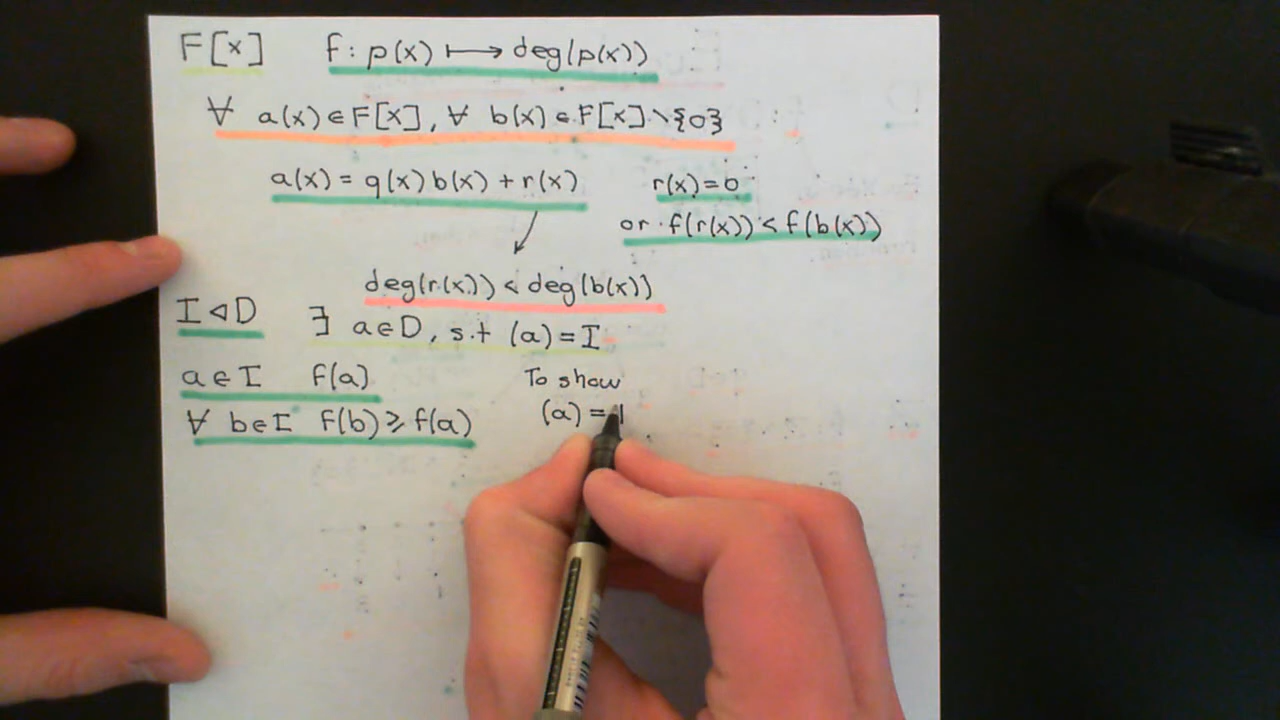 F[x] f: p(x) ⟼ deg(p(x))
∀ a(x) ∈ F[x], ∀ b(x) ∈ F[x]∖{0}
a(x) = q(x)b(x) + r(x) r(x) = 0
or f(r(x)) < f(b(x))
deg(r(x)) < deg(b(x))
I ⊲ D ∃ a ∈ D, s.t (a) = I
a ∈ I f(a) To show
∀ b ∈ I f(b) ⩾ f(a) (a) =